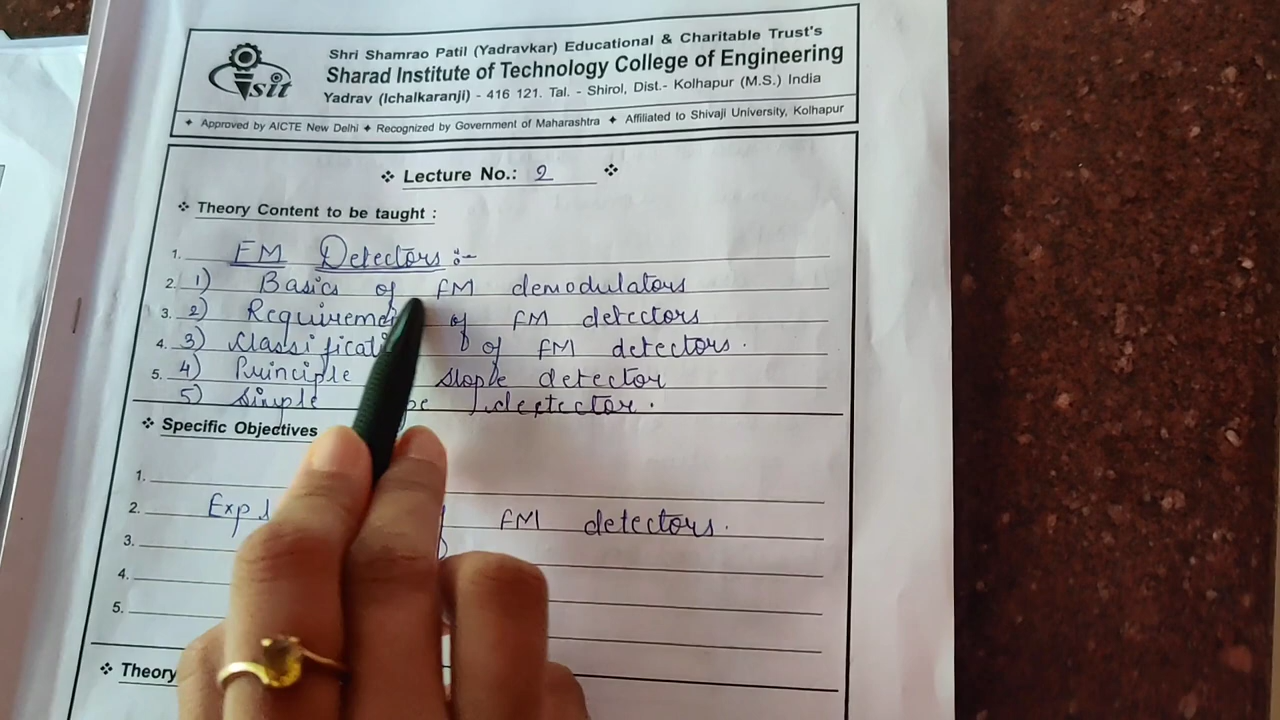 Shri Shamrao Patil (Yadravkar) Educational & Charitable Trust's
Sharad Institute of Technology College of Engineering
Yadrav (Ichalkaranji) - 416 121. Tal. - Shirol, Dist.- Kolhapur (M.S.) India
sit
✦ Approved by AICTE New Delhi ✦ Recognized by Government of Maharashtra ✦ Affiliated to Shivaji University, Kolhapur
❖ Lecture No.: 2 ❖
❖ Theory Content to be taught :
1. FM Detectors :-
2. 1) Basics of FM demodulators
3. 2) of FM detectors
4. 3) of FM detectors.
5. 4) Principle slope detector
5) Simple detector.
❖ Specific Objectives
1.
2. FM detectors.
3.
4.
5.
❖ Theory